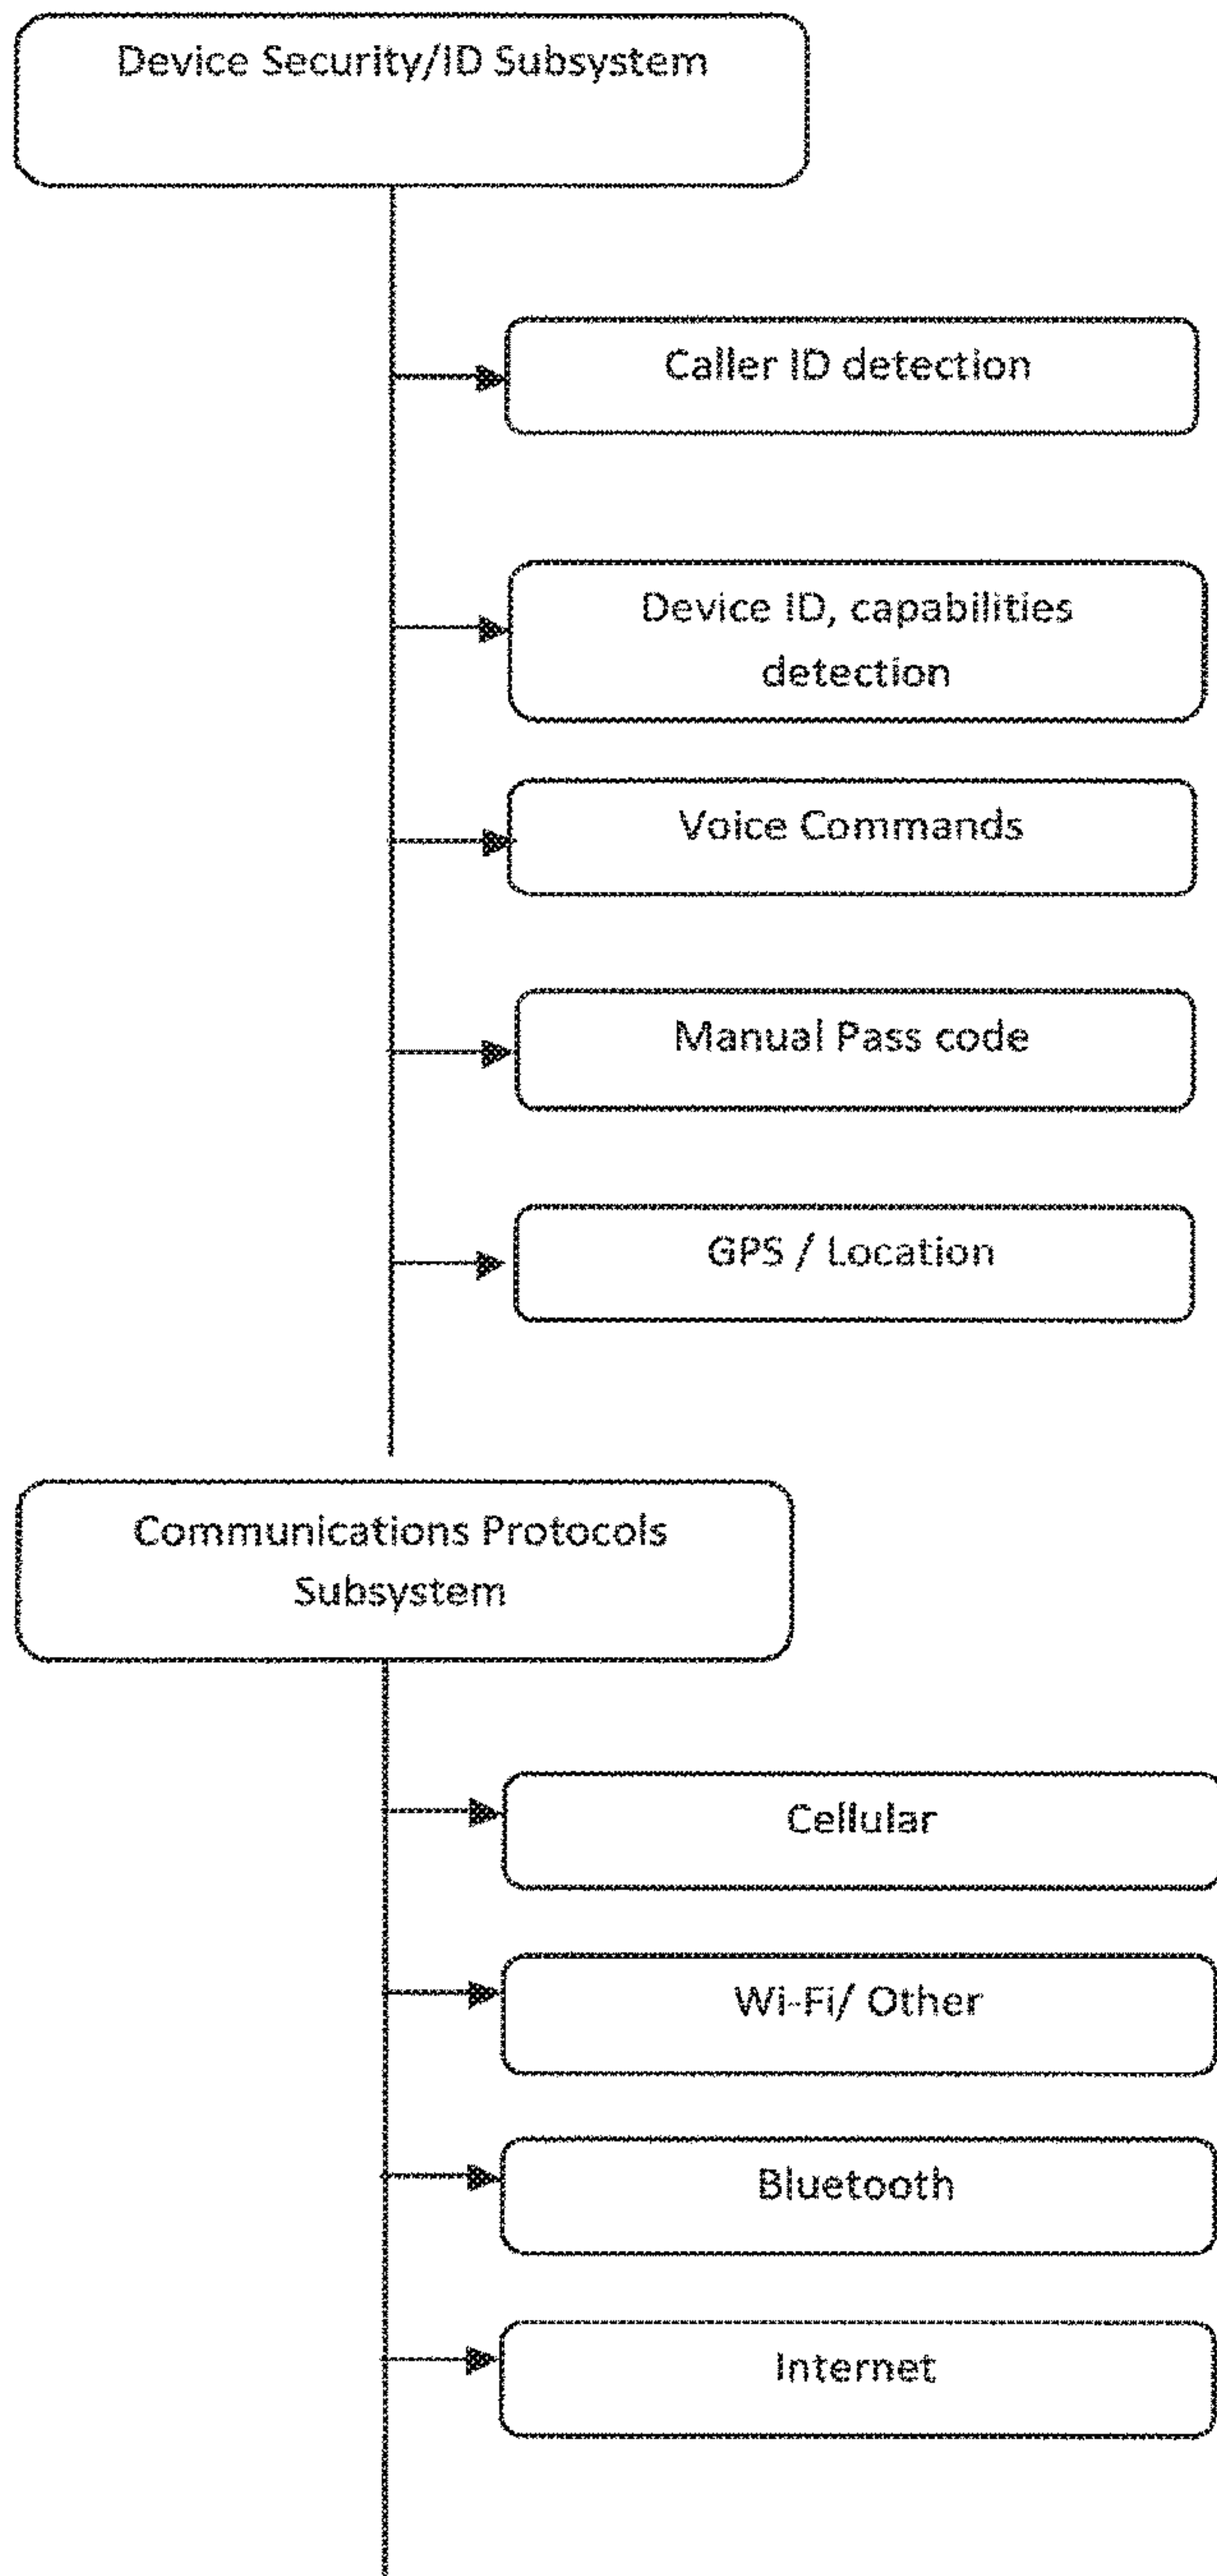 Device Security/ID Subsystem
Caller ID detection
Device ID, capabilities
detection
Voice Commands
Manual Pass code
GPS / Location
Communications Protocols
Subsystem
Cellular
Wi-Fi/ Other
Bluetooth
Internet